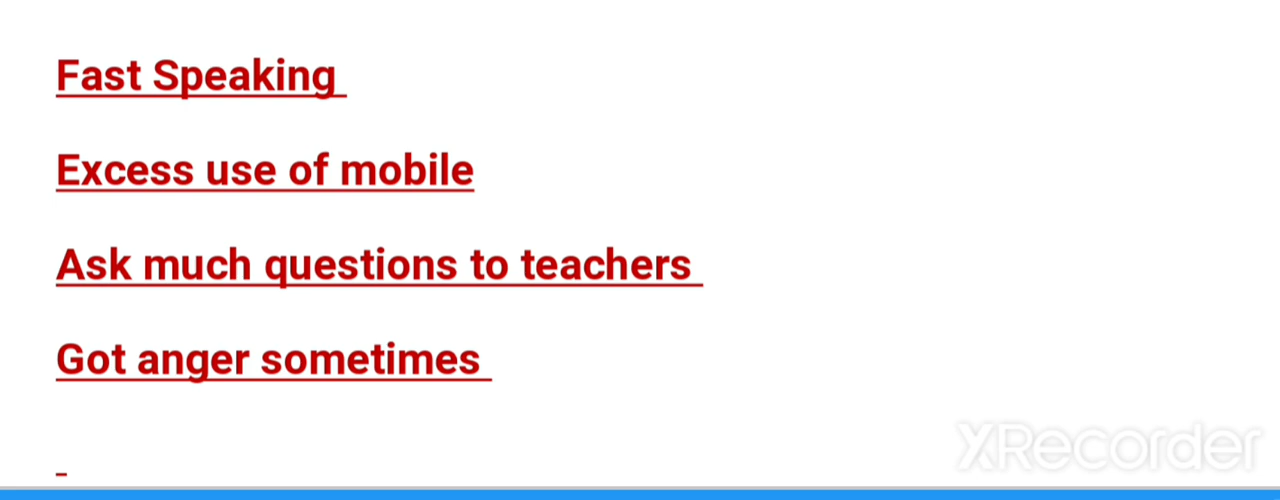 Fast Speaking
Excess use of mobile
Ask much questions to teachers
Got anger sometimes
XRecorder